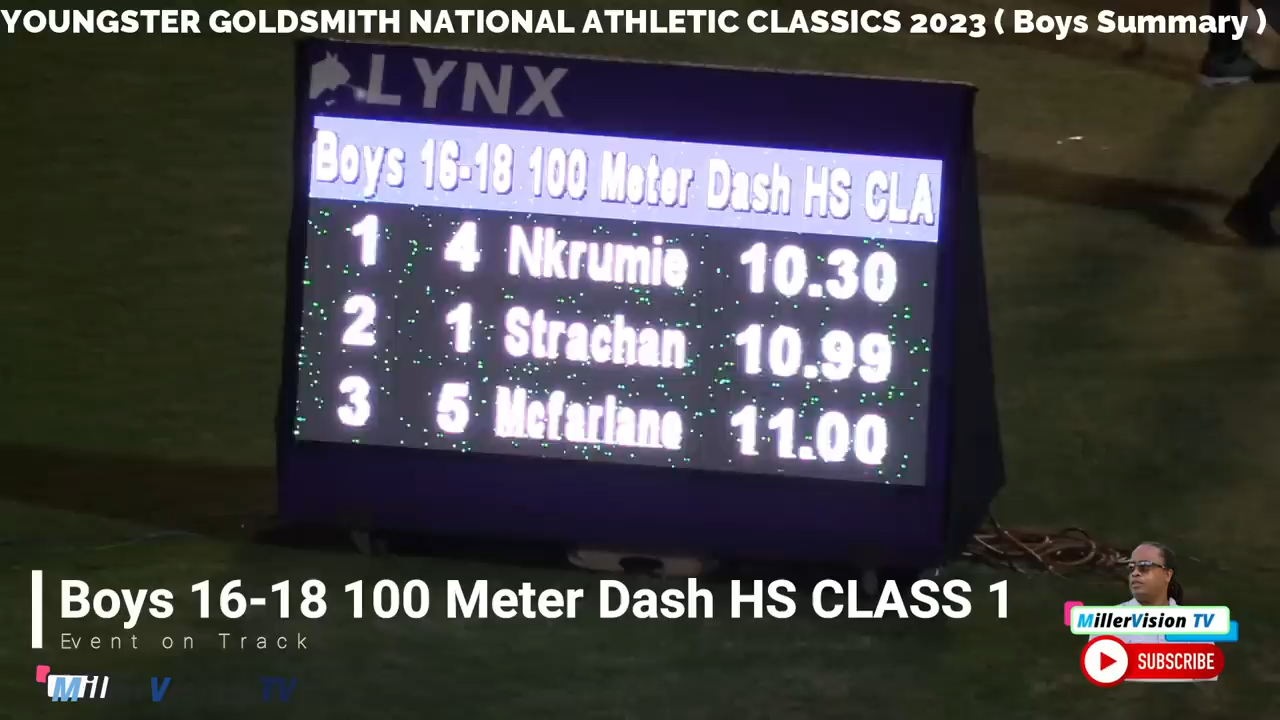 YOUNGSTER GOLDSMITH NATIONAL ATHLETIC CLASSICS 2023 ( Boys Summary )
LYNX
Boys 16-18 100 Meter Dash HS CLA
1 4 Nkrumie 10.30
2 1 Strachan 10.99
3 5 Mcfarlane 11.00
Boys 16-18 100 Meter Dash HS CLASS 1
Event on Track
MillerVision TV
SUBSCRIBE
Mill V TV